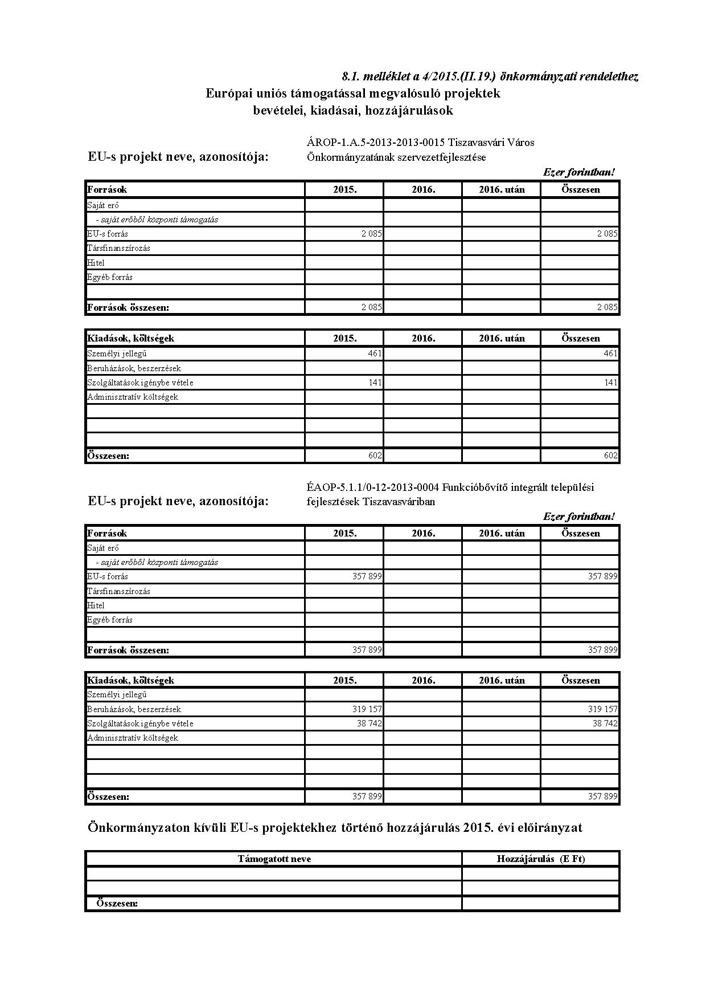 8.1. melléklet a 4/2015.(II.19.) önkormányzati rendelethez
Európai uniós támogatással megvalósuló projektek
bevételei, kiadásai, hozzájárulások
EU-s projekt neve, azonosítója:
ÁROP-1.A.5-2013-2013-0015 Tiszavasvári Város
Önkormányzatának szervezetfejlesztése
Ezer forintban!
Források 2015. 2016. 2016. után Összesen
Saját erő
- saját erőből központi támogatás
EU-s forrás 2 085 2 085
Társfinanszírozás
Hitel
Egyéb forrás
Források összesen: 2 085 2 085
Kiadások, költségek 2015. 2016. 2016. után Összesen
Személyi jellegű 461 461
Beruházások, beszerzések
Szolgáltatások igénybe vétele 141 141
Adminisztratív költségek
Összesen: 602 602
EU-s projekt neve, azonosítója:
ÉAOP-5.1.1/0-12-2013-0004 Funkcióbővítő integrált települési
fejlesztések Tiszavasváriban
Ezer forintban!
Források 2015. 2016. 2016. után Összesen
Saját erő
- saját erőből központi támogatás
EU-s forrás 357 899 357 899
Társfinanszírozás
Hitel
Egyéb forrás
Források összesen: 357 899 357 899
Kiadások, költségek 2015. 2016. 2016. után Összesen
Személyi jellegű
Beruházások, beszerzések 319 157 319 157
Szolgáltatások igénybe vétele 38 742 38 742
Adminisztratív költségek
Összesen: 357 899 357 899
Önkormányzaton kívüli EU-s projektekhez történő hozzájárulás 2015. évi előirányzat
Támogatott neve Hozzájárulás (E Ft)
Összesen: